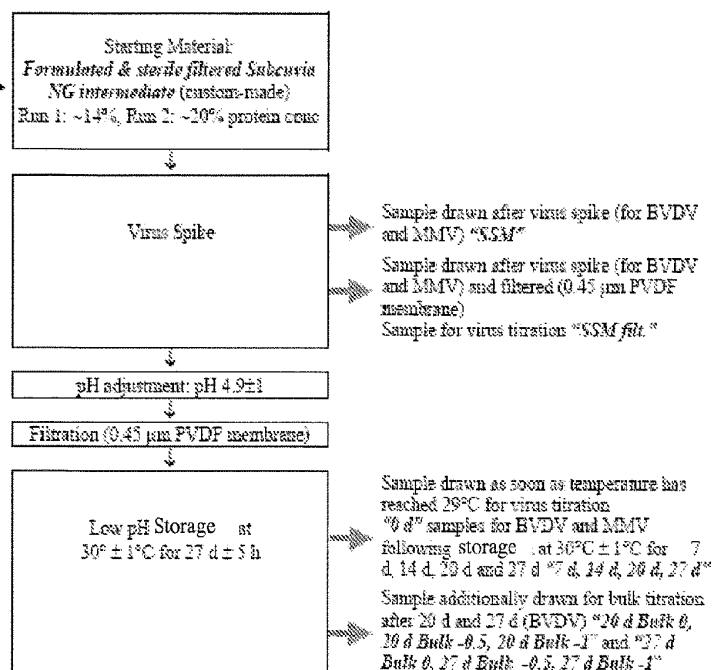 Starting Material:
Formulated & sterile filtered Subcuvia
NG intermediate (custom-made)
Run 1: ~14%, Run 2: ~20% protein conc
Virus Spike
Sample drawn after virus spike (for BVDV
and MMV) "SSM"
Sample drawn after virus spike (for BVDV
and MMV) and filtered (0.45 µm PVDF
membrane)
Sample for virus titration "SSM filt."
pH adjustment: pH 4.9±1
Filtration (0.45 µm PVDF membrane)
Low pH Storage at
30° ± 1°C for 27 d ± 5 h
Sample drawn as soon as temperature has
reached 29°C for virus titration
"0 d" samples for BVDV and MMV
following storage . at 30°C ± 1°C for 7
d, 14 d, 20 d and 27 d "7 d, 14 d, 20 d, 27 d"
Sample additionally drawn for bulk titration
after 20 d and 27 d (BVDV) "20 d Bulk 0,
20 d Bulk -0.5, 20 d Bulk -1" and "27 d
Bulk 0, 27 d Bulk -0.5, 27 d Bulk -1"